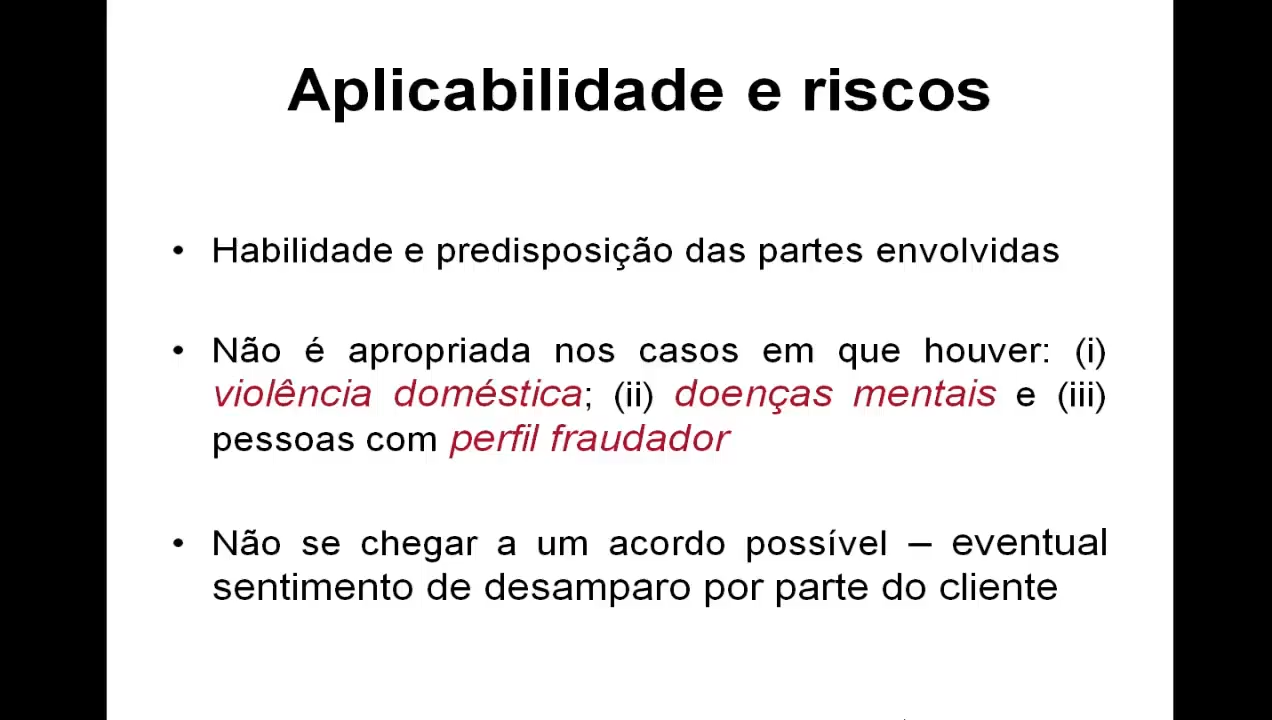 Aplicabilidade e riscos
• Habilidade e predisposição das partes envolvidas
• Não é apropriada nos casos em que houver: (i)
violência doméstica; (ii) doenças mentais e (iii)
pessoas com perfil fraudador
• Não se chegar a um acordo possível – eventual
sentimento de desamparo por parte do cliente